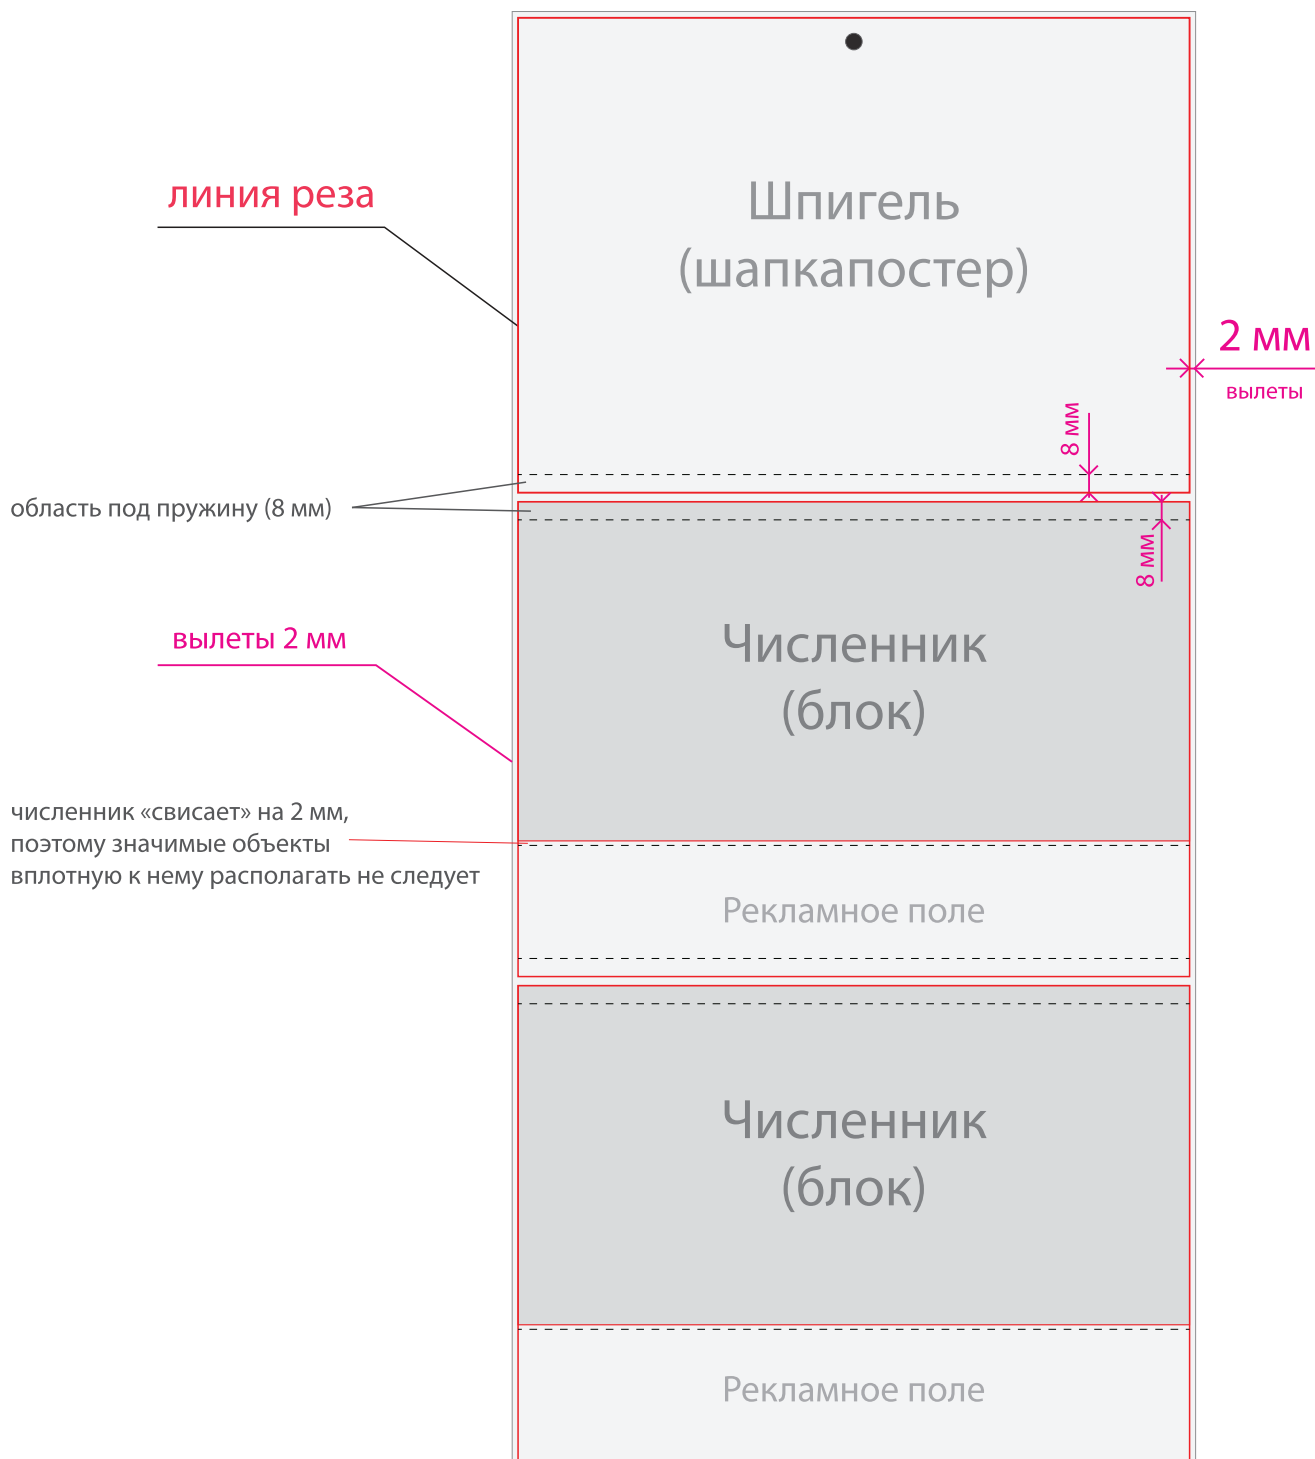 линия реза
Шпигель
(шапкапостер)
2 мм
вылеты
8 мм
область под пружину (8 мм)
8 мм
Численник
(блок)
вылеты 2 мм
численник «свисает» на 2 мм,
поэтому значимые объекты
вплотную к нему располагать не следует
Рекламное поле
Численник
(блок)
Рекламное поле